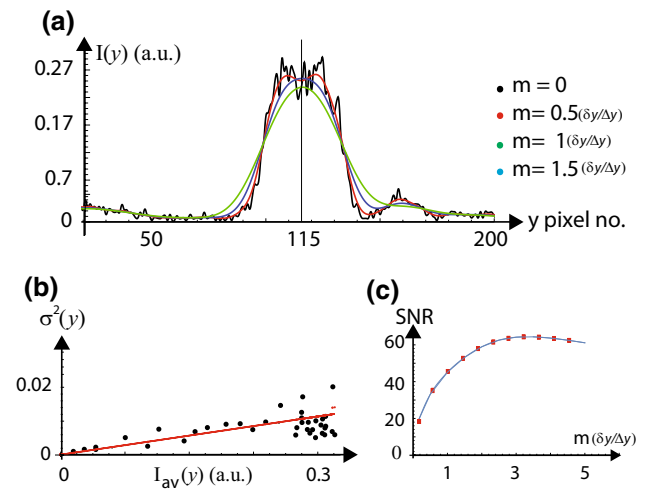 (a)
I(y) (a.u.)
0.27
0.17
0.7
0
50
115
200
y pixel no.
m = 0
m= 0.5(δy/Δy)
m= 1(δy/Δy)
m= 1.5(δy/Δy)
(b)
σ²(y)
0.02
0
0
0.3
I_av(y) (a.u.)
(c)
SNR
60
40
20
0
1
3
5
m(δy/Δy)